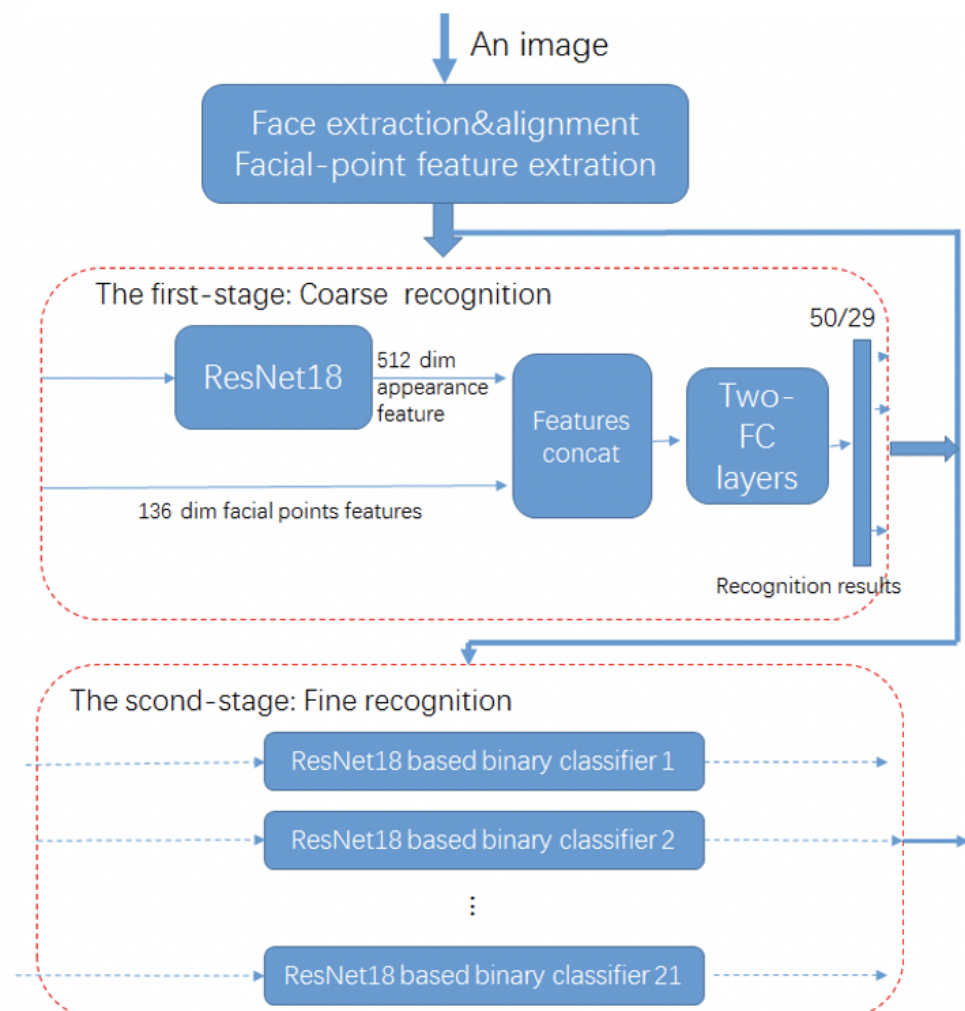 An image
Face extraction&alignment
Facial-point feature extration
The first-stage: Coarse recognition
50/29
ResNet18
512 dim
appearance
feature
Features
concat
Two-
FC
layers
136 dim facial points features
Recognition results
The scond-stage: Fine recognition
ResNet18 based binary classifier 1
ResNet18 based binary classifier 2
⋮
ResNet18 based binary classifier 21